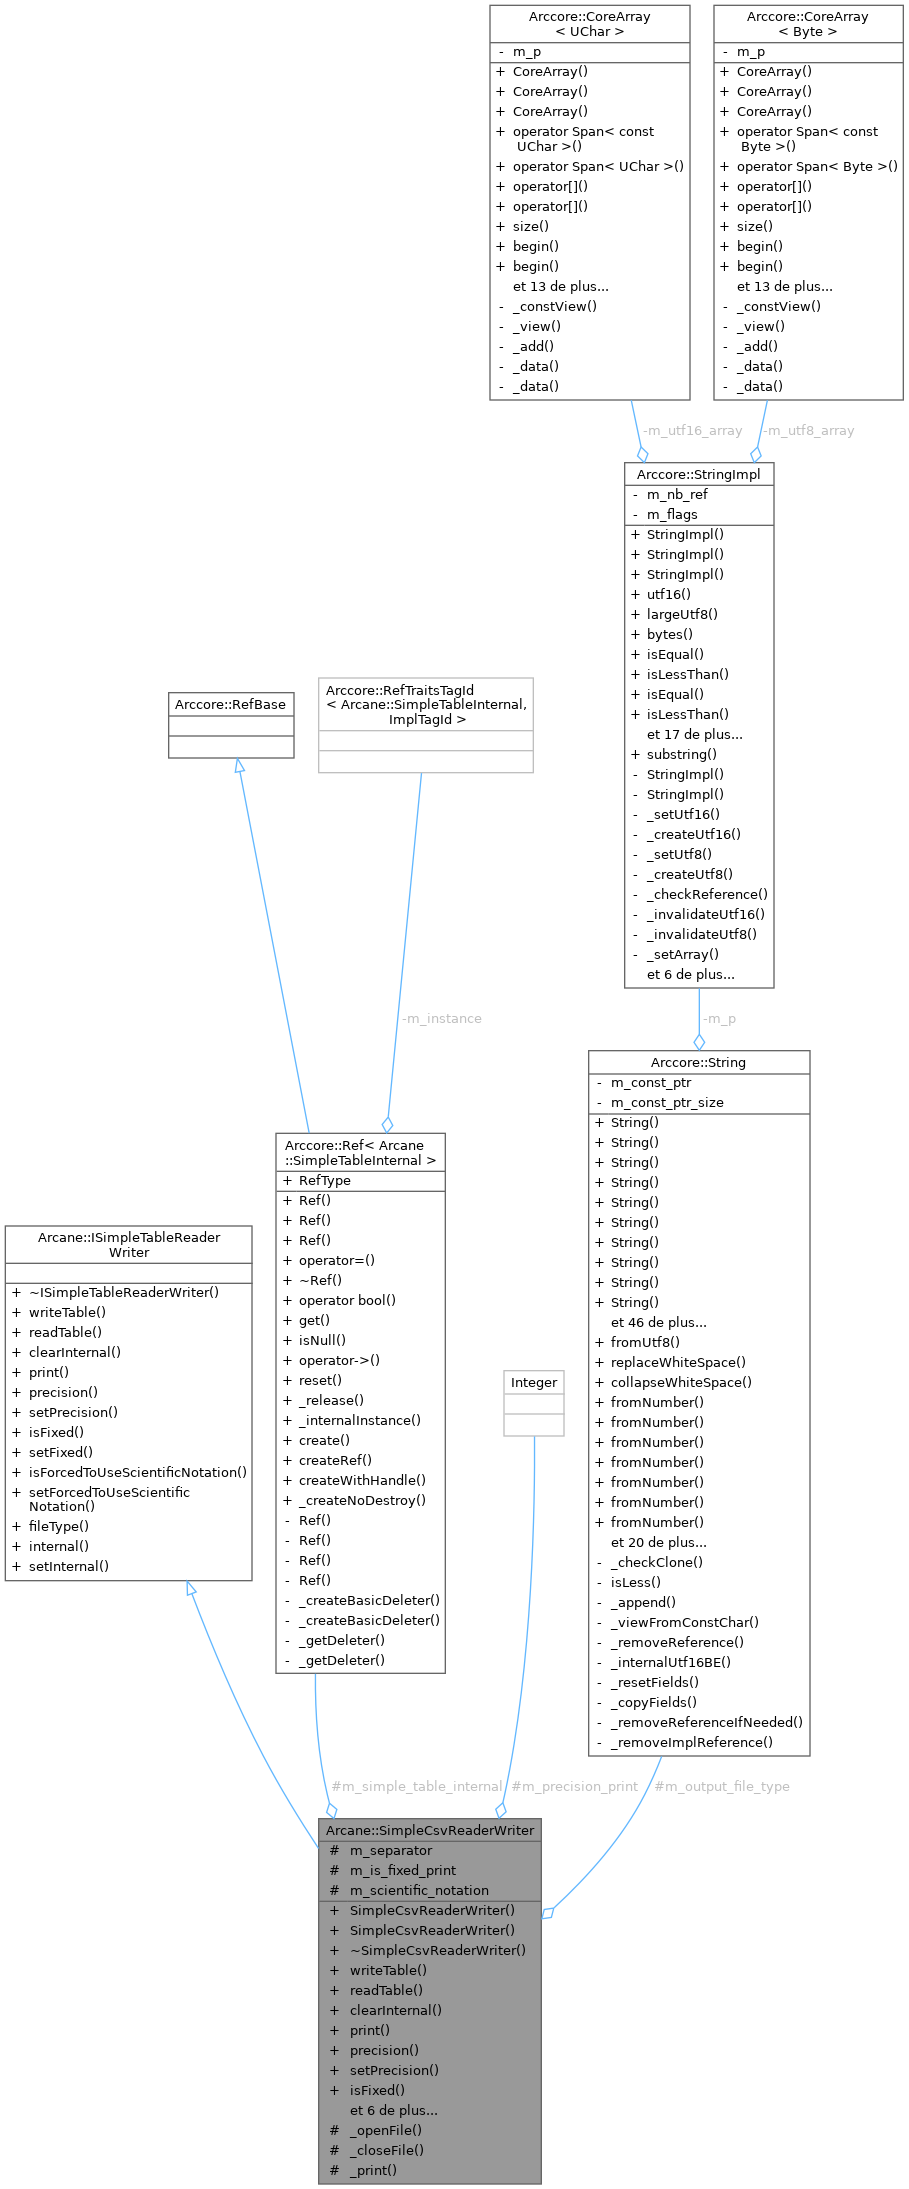 Arccore::CoreArray
< UChar >
- m_p
+ CoreArray()
+ CoreArray()
+ CoreArray()
+ operator Span< const
UChar >()
+ operator Span< UChar >()
+ operator[]()
+ operator[]()
+ size()
+ begin()
+ begin()
et 13 de plus...
- _constView()
- _view()
- _add()
- _data()
- _data()
Arccore::CoreArray
< Byte >
- m_p
+ CoreArray()
+ CoreArray()
+ CoreArray()
+ operator Span< const
Byte >()
+ operator Span< Byte >()
+ operator[]()
+ operator[]()
+ size()
+ begin()
+ begin()
et 13 de plus...
- _constView()
- _view()
- _add()
- _data()
- _data()
-m_utf16_array
-m_utf8_array
Arccore::StringImpl
- m_nb_ref
- m_flags
+ StringImpl()
+ StringImpl()
+ StringImpl()
+ utf16()
+ largeUtf8()
+ bytes()
+ isEqual()
+ isLessThan()
+ isEqual()
+ isLessThan()
et 17 de plus...
+ substring()
- StringImpl()
- StringImpl()
- _setUtf16()
- _createUtf16()
- _setUtf8()
- _createUtf8()
- _checkReference()
- _invalidateUtf16()
- _invalidateUtf8()
- _setArray()
et 6 de plus...
Arccore::RefBase
Arccore::RefTraitsTagId
< Arcane::SimpleTableInternal,
ImplTagId >
-m_instance
-m_p
Arccore::String
- m_const_ptr
- m_const_ptr_size
+ String()
+ String()
+ String()
+ String()
+ String()
+ String()
+ String()
+ String()
+ String()
+ String()
et 46 de plus...
+ fromUtf8()
+ replaceWhiteSpace()
+ collapseWhiteSpace()
+ fromNumber()
+ fromNumber()
+ fromNumber()
+ fromNumber()
+ fromNumber()
+ fromNumber()
+ fromNumber()
et 20 de plus...
- _checkClone()
- isLess()
- _append()
- _viewFromConstChar()
- _removeReference()
- _internalUtf16BE()
- _resetFields()
- _copyFields()
- _removeReferenceIfNeeded()
- _removeImplReference()
Arccore::Ref< Arcane
::SimpleTableInternal >
+ RefType
+ Ref()
+ Ref()
+ Ref()
+ operator=()
+ ~Ref()
+ operator bool()
+ get()
+ isNull()
+ operator->()
+ reset()
+ _release()
+ _internalInstance()
+ create()
+ createRef()
+ createWithHandle()
+ _createNoDestroy()
- Ref()
- Ref()
- Ref()
- Ref()
- _createBasicDeleter()
- _createBasicDeleter()
- _getDeleter()
- _getDeleter()
Arcane::ISimpleTableReader
Writer
+ ~ISimpleTableReaderWriter()
+ writeTable()
+ readTable()
+ clearInternal()
+ print()
+ precision()
+ setPrecision()
+ isFixed()
+ setFixed()
+ isForcedToUseScientificNotation()
+ setForcedToUseScientific
Notation()
+ fileType()
+ internal()
+ setInternal()
Integer
#m_simple_table_internal
#m_precision_print
#m_output_file_type
Arcane::SimpleCsvReaderWriter
# m_separator
# m_is_fixed_print
# m_scientific_notation
+ SimpleCsvReaderWriter()
+ SimpleCsvReaderWriter()
+ ~SimpleCsvReaderWriter()
+ writeTable()
+ readTable()
+ clearInternal()
+ print()
+ precision()
+ setPrecision()
+ isFixed()
et 6 de plus...
# _openFile()
# _closeFile()
# _print()